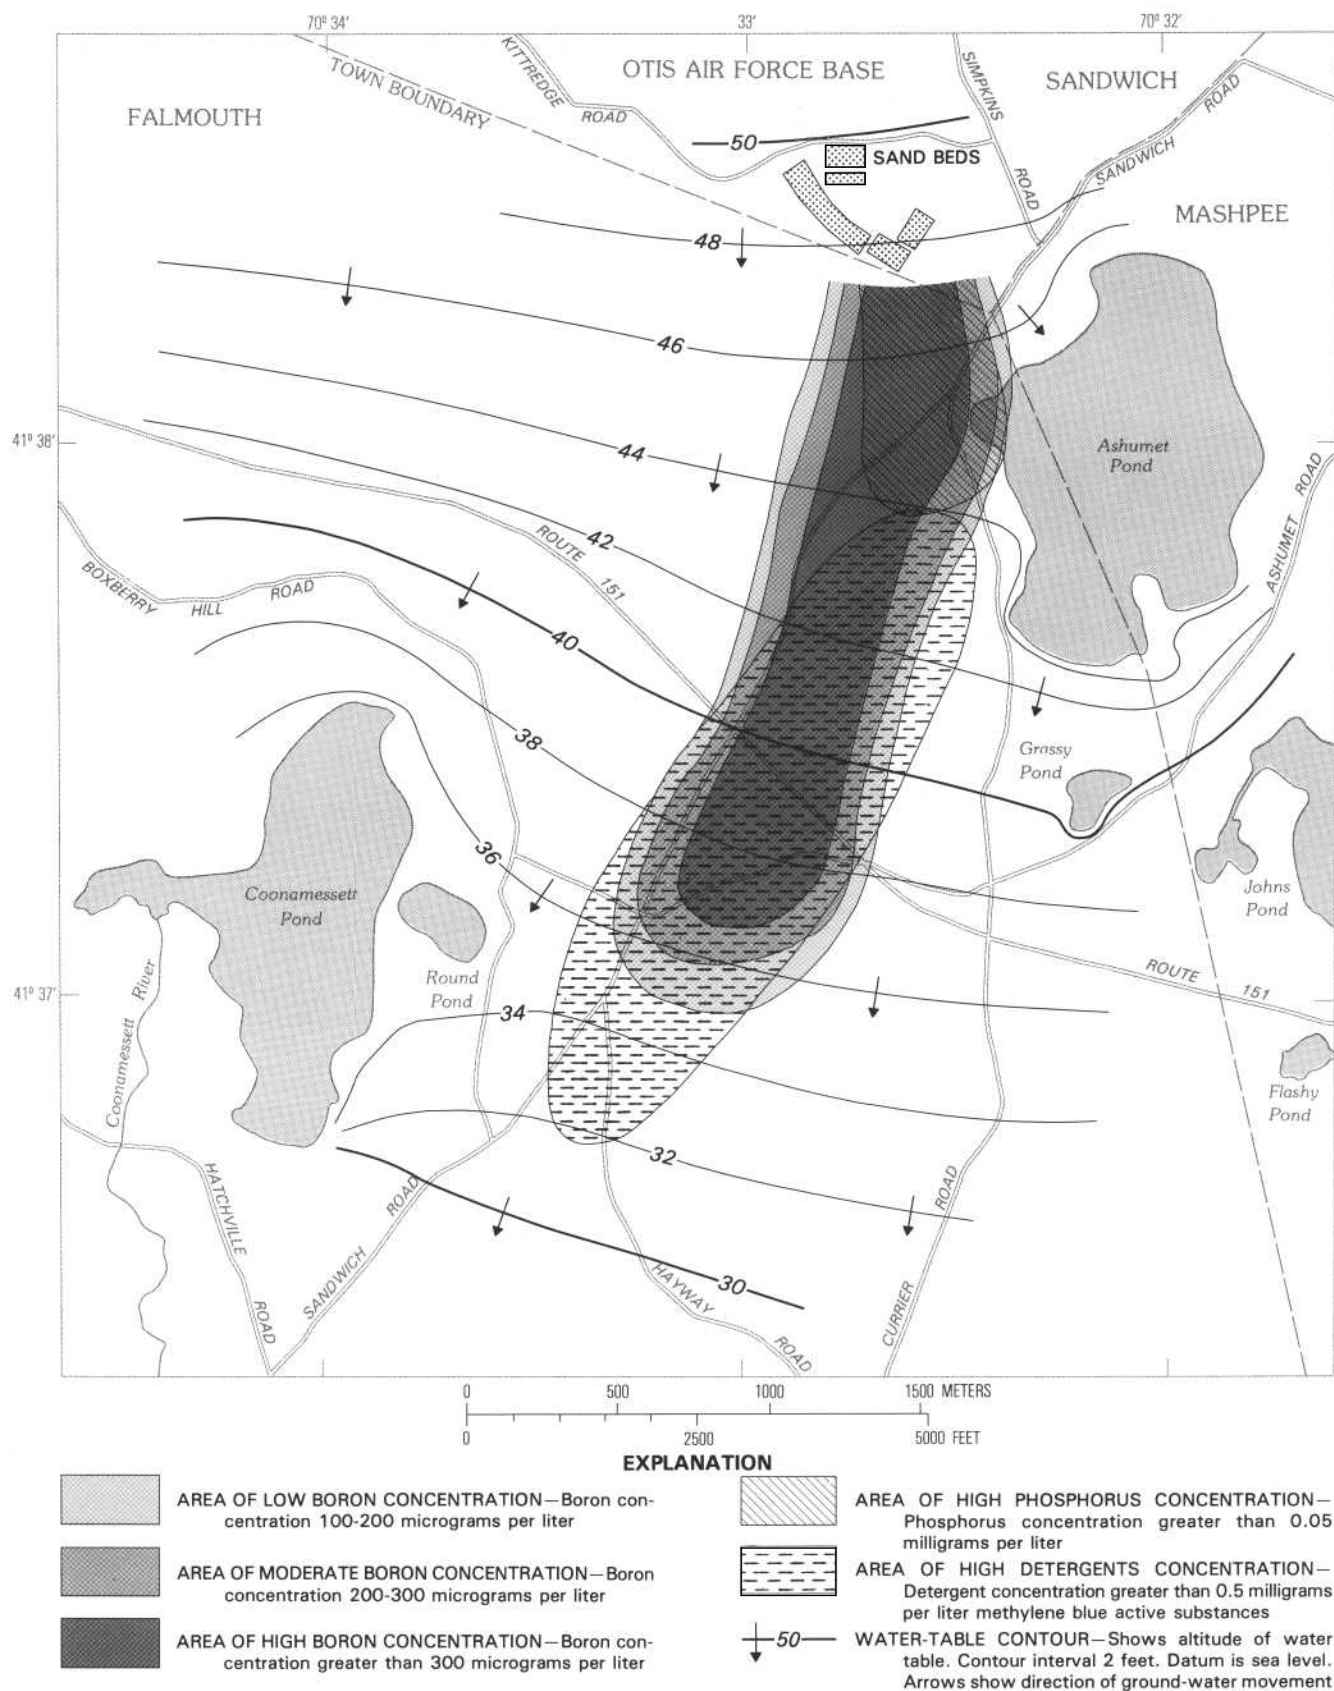 70° 34′
33′
70° 32′
KITTREDGE
ROAD
OTIS AIR FORCE BASE
SIMPKINS
ROAD
SANDWICH
SANDWICH
ROAD
TOWN BOUNDARY
FALMOUTH
50
SAND BEDS
MASHPEE
48
46
41° 38′
44
Ashumet
Pond
ASHUMET
ROAD
42
ROUTE
151
BOXBERRY
HILL
ROAD
40
38
Grassy
Pond
36
Coonamessett
Pond
Johns
Pond
Round
Pond
ROUTE
151
41° 37′
Coonamessett
River
34
Flashy
Pond
32
HATCHVILLE
ROAD
SANDWICH
ROAD
HAYWAY
ROAD
30
CURRIER
ROAD
0
500
1000
1500 METERS
0
2500
5000 FEET
EXPLANATION
AREA OF LOW BORON CONCENTRATION—Boron con-
centration 100-200 micrograms per liter
AREA OF MODERATE BORON CONCENTRATION—Boron
concentration 200-300 micrograms per liter
AREA OF HIGH BORON CONCENTRATION—Boron con-
centration greater than 300 micrograms per liter
AREA OF HIGH PHOSPHORUS CONCENTRATION—
Phosphorus concentration greater than 0.05
milligrams per liter
AREA OF HIGH DETERGENTS CONCENTRATION—
Detergent concentration greater than 0.5 milligrams
per liter methylene blue active substances
50
WATER-TABLE CONTOUR—Shows altitude of water
table. Contour interval 2 feet. Datum is sea level.
Arrows show direction of ground-water movement